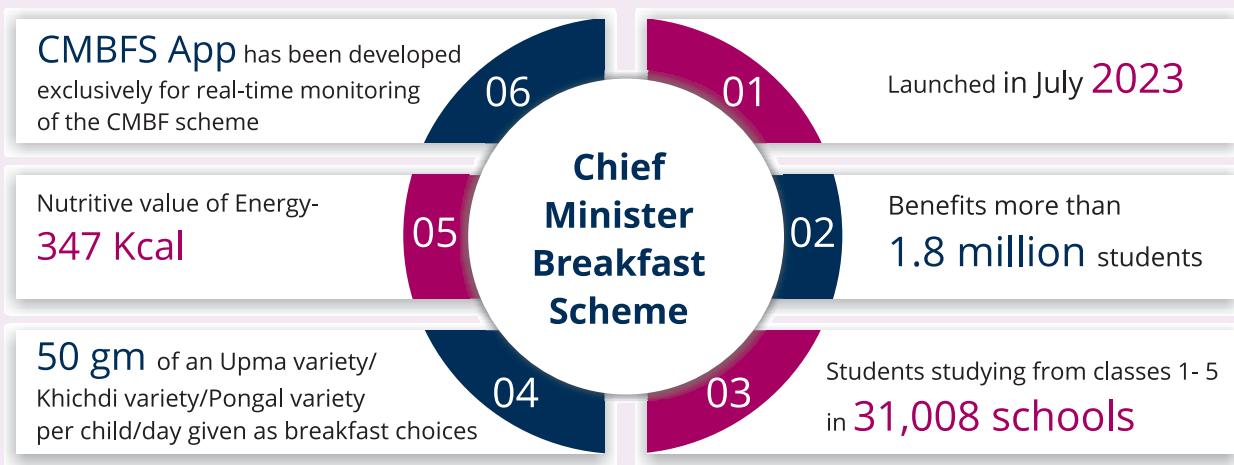 Chief
Minister
Breakfast
Scheme
01
Launched in July 2023
02
Benefits more than
1.8 million students
03
Students studying from classes 1- 5
in 31,008 schools
04
50 gm of an Upma variety/
Khichdi variety/Pongal variety
per child/day given as breakfast choices
05
Nutritive value of Energy-
347 Kcal
06
CMBFS App has been developed
exclusively for real-time monitoring
of the CMBF scheme